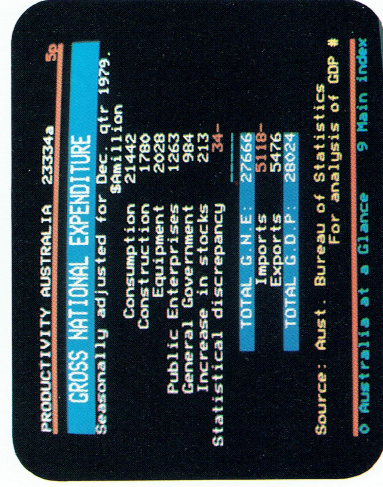 PRODUCTIVITY AUSTRALIA 23334a 5p
GROSS NATIONAL EXPENDITURE
Seasonally adjusted for Dec. qtr 1979.
$Amillion
Consumption 21442
Construction 1780
Equipment 2028
Public Enterprises 1263
General Government 984
Increase in stocks 213
Statistical discrepancy 34-
TOTAL G.N.E: 27666
Imports 5118-
Exports 5476
TOTAL G.D.P: 28024
Source: Aust. Bureau of Statistics
For analysis of GDP #
0 Australia at a Glance 9 Main index